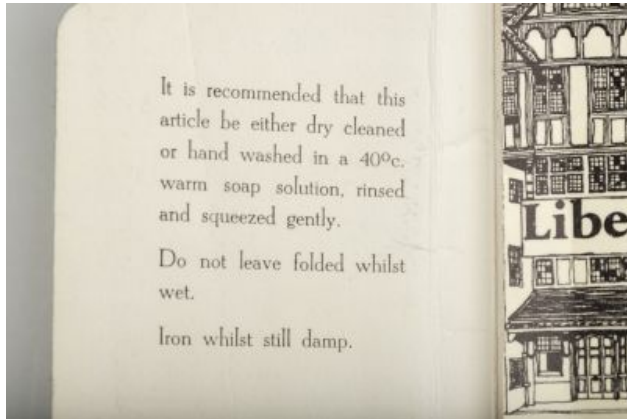 It is recommended that this
article be either dry cleaned
or hand washed in a 40ºc.
warm soap solution, rinsed
and squeezed gently.
Do not leave folded whilst
wet.
Iron whilst still damp.
Libe